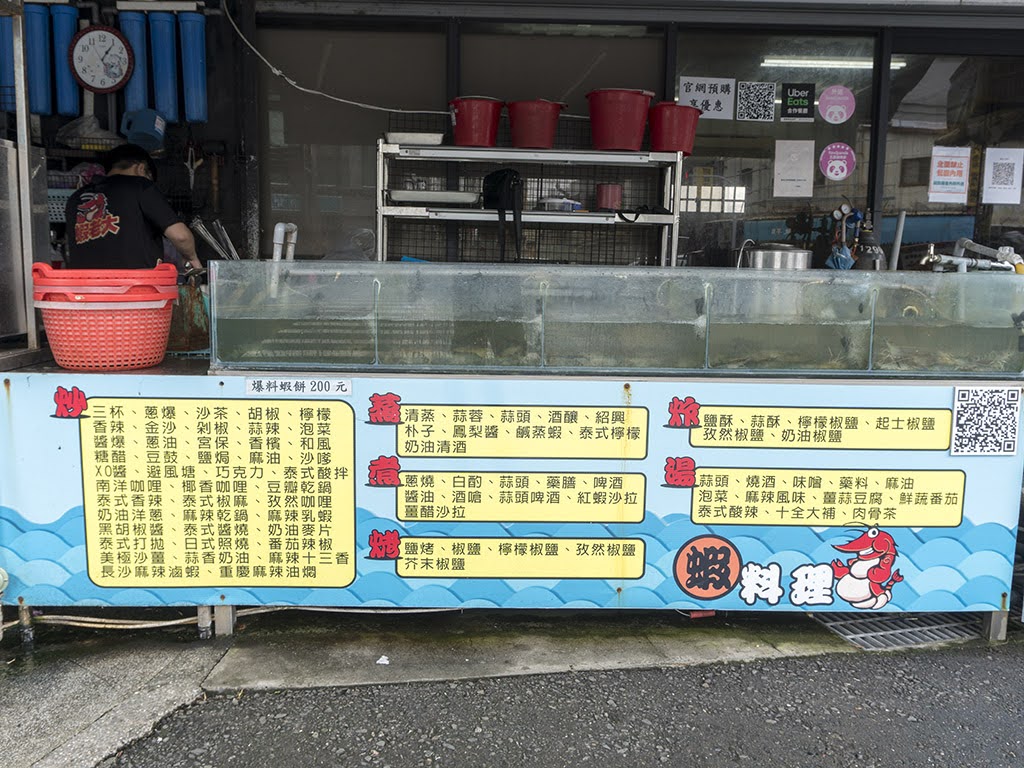 官網預購
享優惠
Uber
Eats
合作餐廳
全面禁止
低面內用
爆料蝦餅 200 元
炒
三杯、蔥爆、沙茶、胡椒、檸檬
香辣、金沙、剁椒、蒜辣、泡菜
醬爆、蔥油、宮保、香檳、和風
糖醋、豆鼓、鹽焗、麻油、沙嗲
XO醬、避風塘、巧克力、泰式酸拌
南洋咖哩、椰香咖哩、豆瓣乾鍋
泰式香辣、泰式椒麻、孜然咖哩
奶油洋蔥、麻辣乾鍋、麻辣乳蝦
黑胡椒醬、泰式醬燒、奶油麥片
泰式打拋、日式照燒、番茄辣椒
美極沙薑、蒜香奶油、麻辣十三香
長沙麻辣滷蝦、重慶麻辣油燜
蒸
清蒸、蒜蓉、蒜頭、酒釀、紹興
朴子、鳳梨醬、鹹蒸蝦、泰式檸檬
奶油清酒
煮
蔥燒、白酌、蒜頭、藥膳、啤酒
醬油、酒嗆、蒜頭啤酒、紅蝦沙拉
薑醋沙拉
烤
鹽烤、椒鹽、檸檬椒鹽、孜然椒鹽
芥末椒鹽
炸
鹽酥、蒜酥、檸檬椒鹽、起士椒鹽
孜然椒鹽、奶油椒鹽
湯
蒜頭、燒酒、味噌、藥料、麻油
泡菜、麻辣風味、薑蒜豆腐、鮮蔬番茄
泰式酸辣、十全大補、肉骨茶
蝦料理